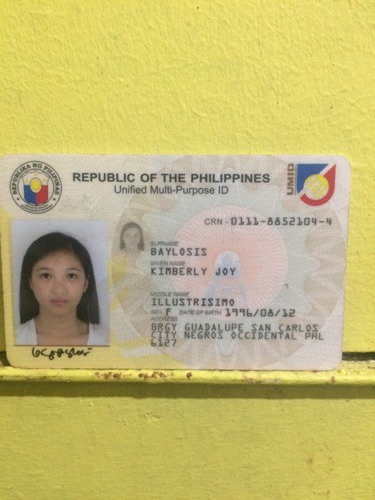 REPUBLIKA NG PILIPINAS
REPUBLIC OF THE PHILIPPINES
Unified Multi-Purpose ID
UMID
CRN-0111-8852104-4
SURNAME
BAYLOSIS
GIVEN NAME
KIMBERLY JOY
MIDDLE NAME
ILLUSTRISIMO
SEX F DATE OF BIRTH 1996/08/12
ADDRESS
BRGY GUADALUPE SAN CARLOS
CITY NEGROS OCCIDENTAL PHL
6127